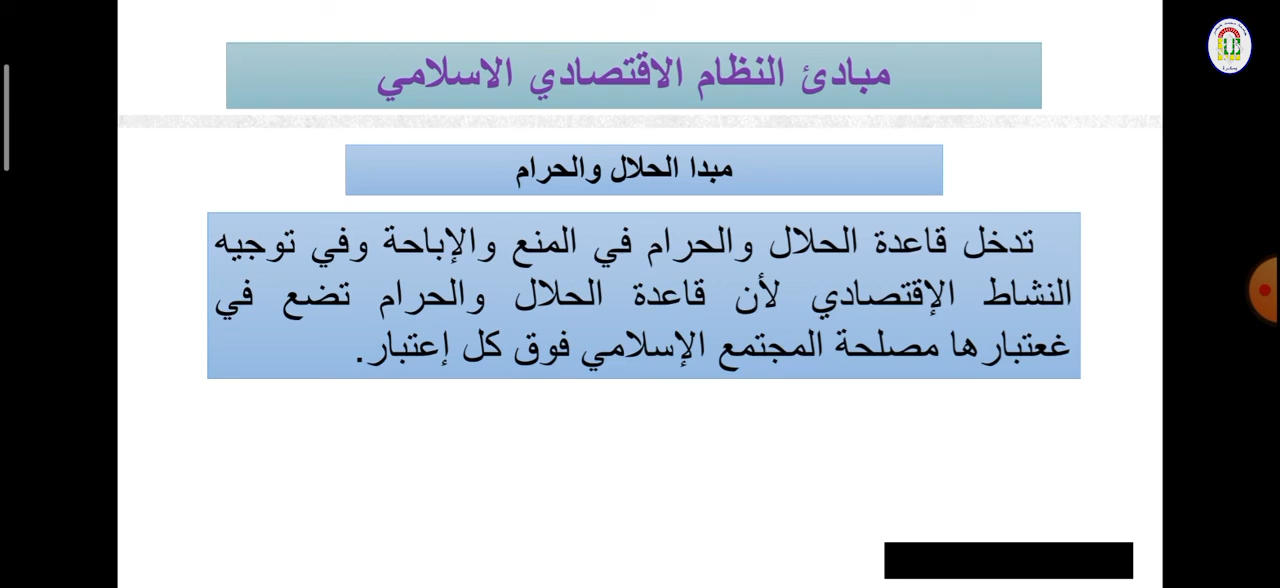 مبادئ النظام الاقتصادي الاسلامي
مبدا الحلال والحرام
تدخل قاعدة الحلال والحرام في المنع والإباحة وفي توجيه
النشاط الإقتصادي لأن قاعدة الحلال والحرام تضع في
غعتبارها مصلحة المجتمع الإسلامي فوق كل إعتبار.